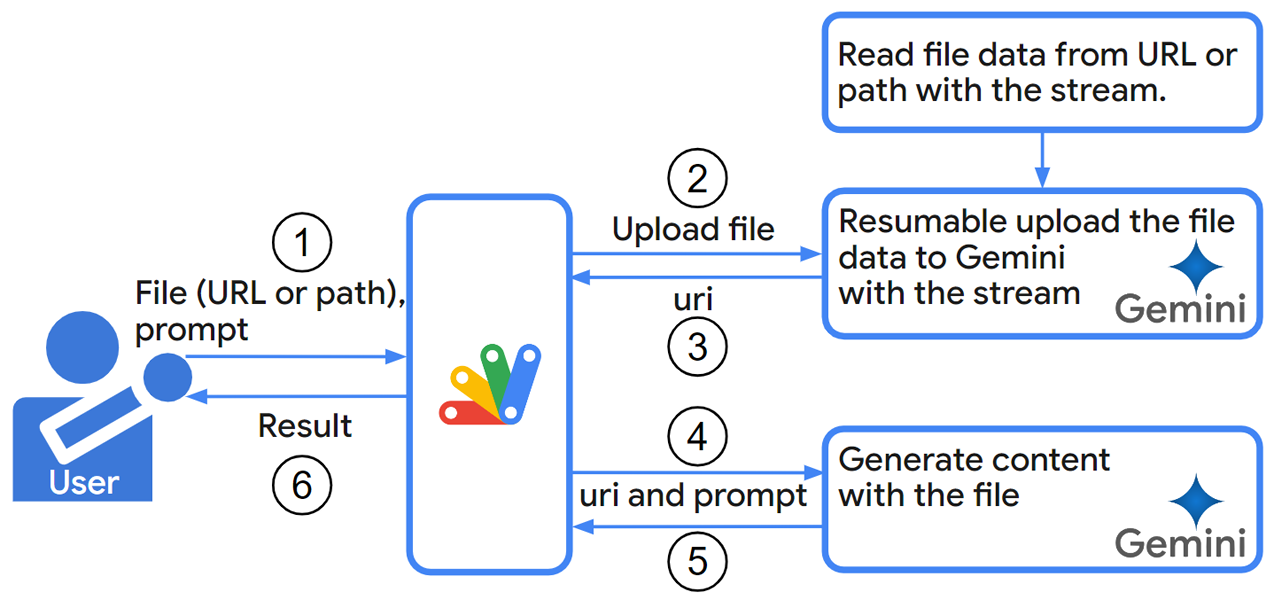 Read file data from URL or
path with the stream.
2
Upload file
Resumable upload the file
data to Gemini
with the stream
Gemini
1
File (URL or path),
prompt
uri
3
Result
6
User
4
uri and prompt
5
Generate content
with the file
Gemini